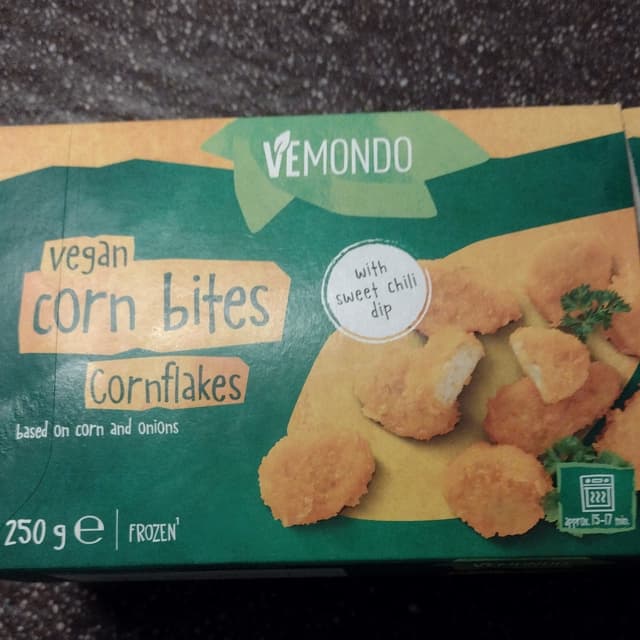 VEMONDO
vegan
corn bites
Cornflakes
based on corn and onions
with
sweet chili
dip
250 g e
FROZEN¹
approx. 15-17 min.